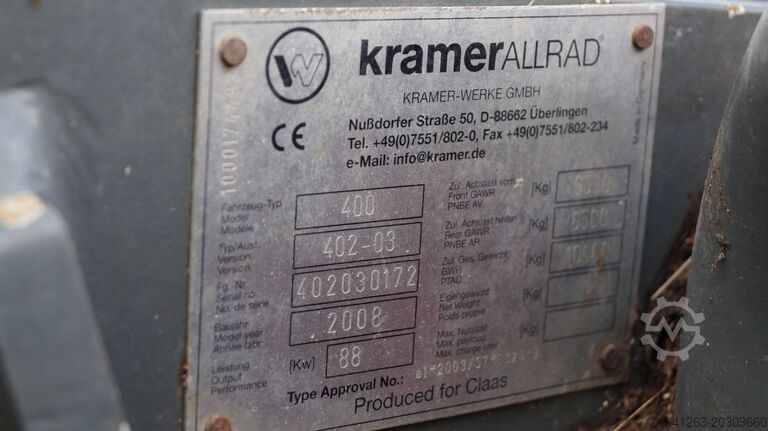 kramerALLRAD®
KRAMER-WERKE GMBH
Nußdorfer Straße 50, D-88662 Überlingen
Tel. +49(0)7551/802-0, Fax +49(0)7551/802-234
e-Mail: info@kramer.de
Made in Germany
CE
Fahrzeug-Typ
Model
Modele
400
Typ/Ausf.
Version
Version
402-03
Fg.-Nr.
Serial no.
No. de serie
402030172
Baujahr
Model year
Année fabr.
2008
Leistung
Output
Performance
[Kw]
88
Zul. Achslast vorn
Front GAWR
PNBE AV
[Kg]
Zul. Achslast hinten
Rear GAWR
PNBE AR
[Kg]
Zul. Ges. Gewicht
GWR
PTAC
[Kg]
Eigengewicht
Net Weight
Poids propre
[Kg]
Max. Nutzlast
Max. payload
Max. charge util
Type Approval No.:
Produced for Claas
41263-20303660